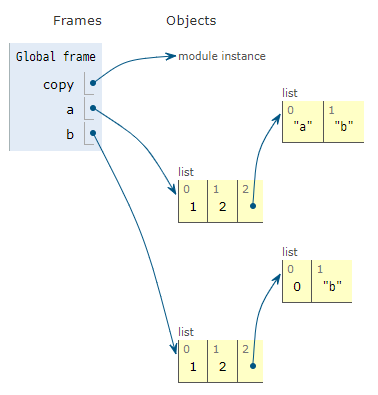 Frames Objects
Global frame
copy
module instance
a
b
list
0 1
"a" "b"
list
0 1 2
1 2
list
0 1
0 "b"
list
0 1 2
1 2